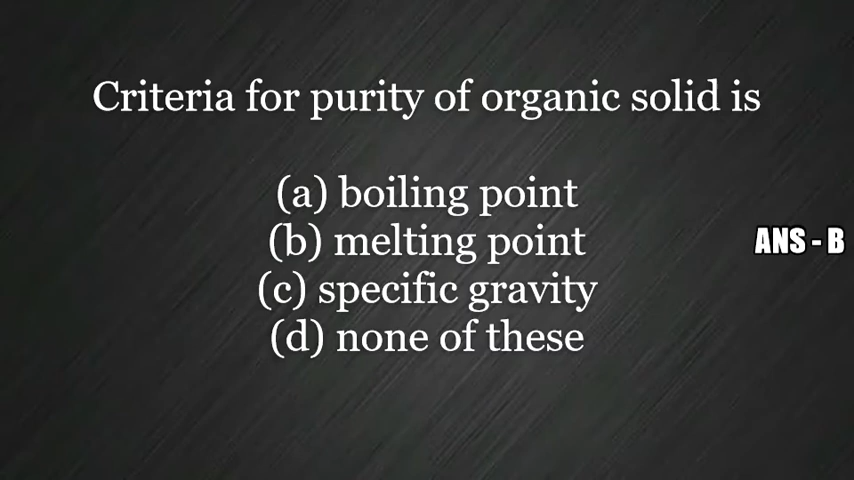 Criteria for purity of organic solid is
(a) boiling point
(b) melting point
ANS - B
(c) specific gravity
(d) none of these